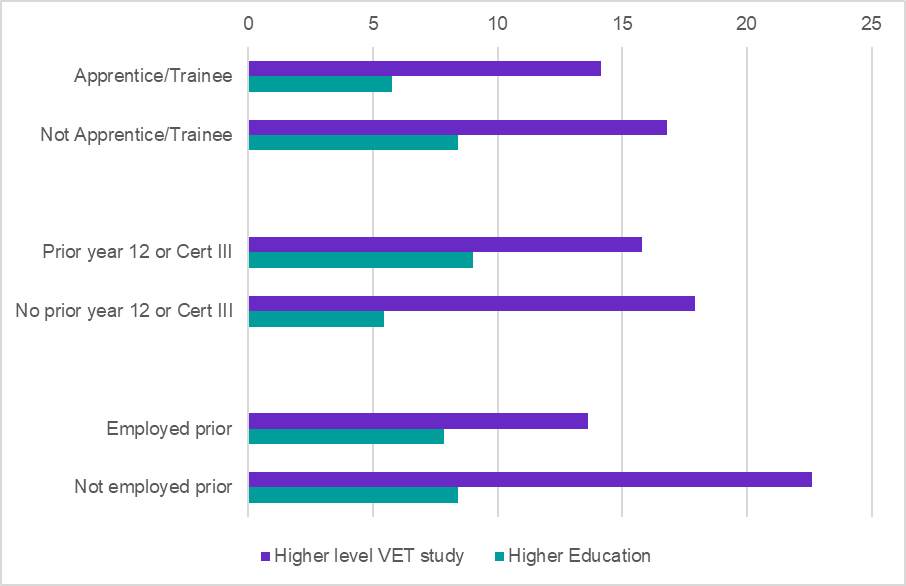 0 5 10 15 20 25
Apprentice/Trainee
Not Apprentice/Trainee
Prior year 12 or Cert III
No prior year 12 or Cert III
Employed prior
Not employed prior
Higher level VET study Higher Education